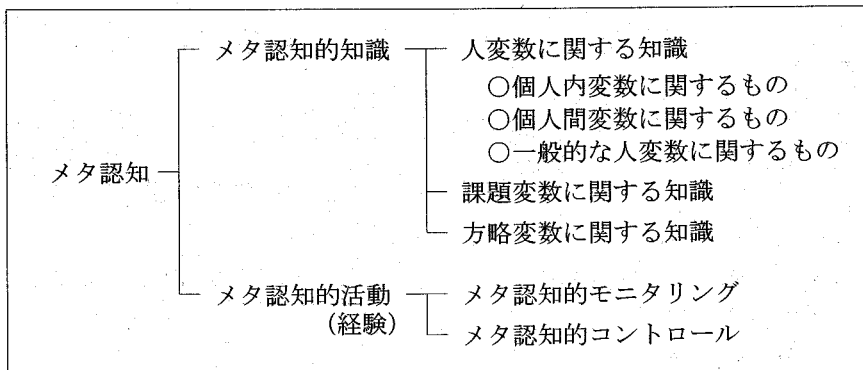 メタ認知的知識 人変数に関する知識
○個人内変数に関するもの
○個人間変数に関するもの
○一般的な人変数に関するもの
メタ認知
課題変数に関する知識
方略変数に関する知識
メタ認知的活動 メタ認知的モニタリング
(経験)
メタ認知的コントロール